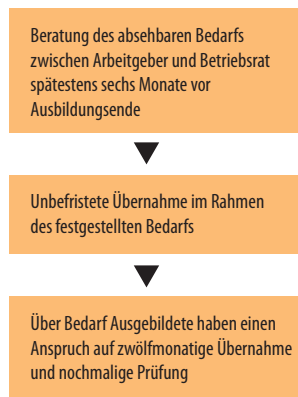 Beratung des absehbaren Bedarfs
zwischen Arbeitgeber und Betriebsrat
spätestens sechs Monate vor
Ausbildungsende
Unbefristete Übernahme im Rahmen
des festgestellten Bedarfs
Über Bedarf Ausgebildete haben einen
Anspruch auf zwölfmonatige Übernahme
und nochmalige Prüfung